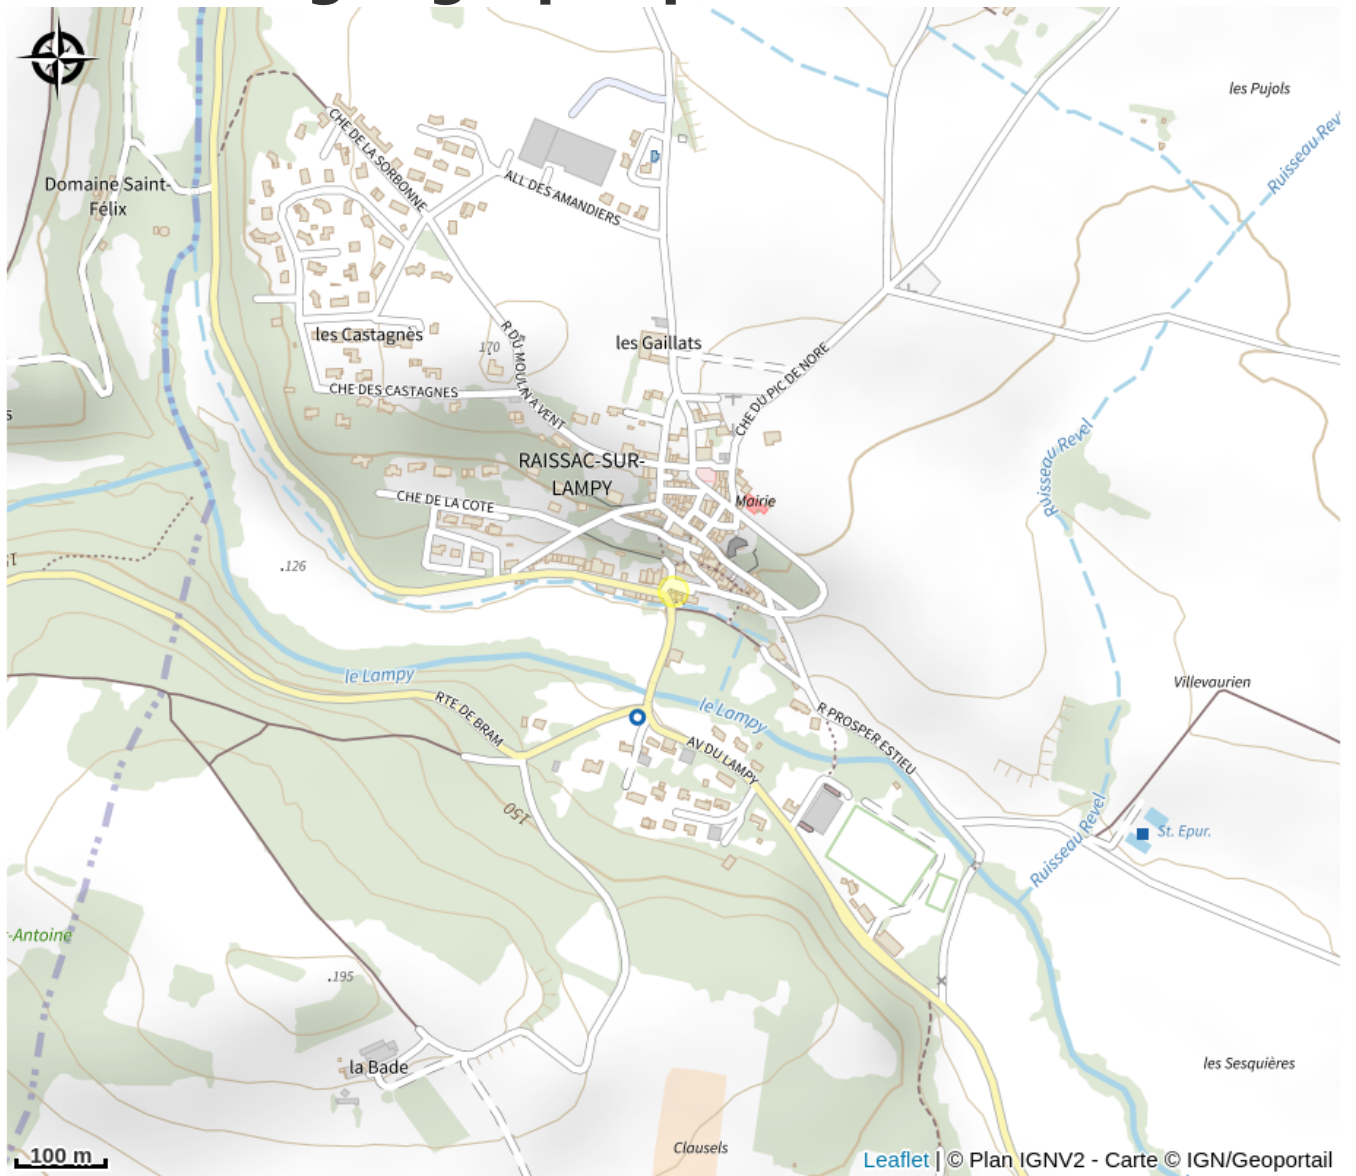 les Pujols
Ruisseau Rev
CHE DE LA SORBONNE
Domaine Saint-
Félix
ALL DES AMANDIERS
les Castagnès
R DU MOULIN A VENT
170
les Gaillats
CHE DU PIC DE NORE
CHE DES CASTAGNES
s
RAISSAC-SUR-
LAMPY
Mairie
CHE DE LA COTE
Ruisseau Revel
126
le Lampy
Villevaurien
RTE DE BRAM
le Lampy
R PROSPER ESTIEU
AV DU LAMPY
150
Ruisseau Revel
St. Epur.
-Antoine
195
la Bade
les Sesquières
Clausels
100 m
Leaflet | © Plan IGNV2 - Carte © IGN/Geoportail